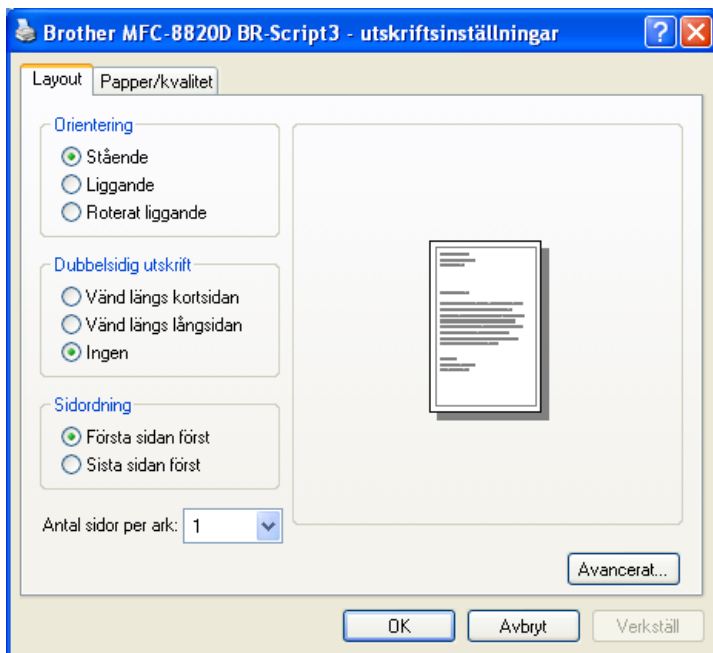 Brother MFC-8820D BR-Script3 - utskriftsinställningar
Layout
Papper/kvalitet
Orientering
Stående
Liggande
Roterat liggande
Dubbelsidig utskrift
Vänd längs kortsidan
Vänd längs långsidan
Ingen
Sidordning
Första sidan först
Sista sidan först
Antal sidor per ark: 1
Avancerat...
OK
Avbryt
Verkställ